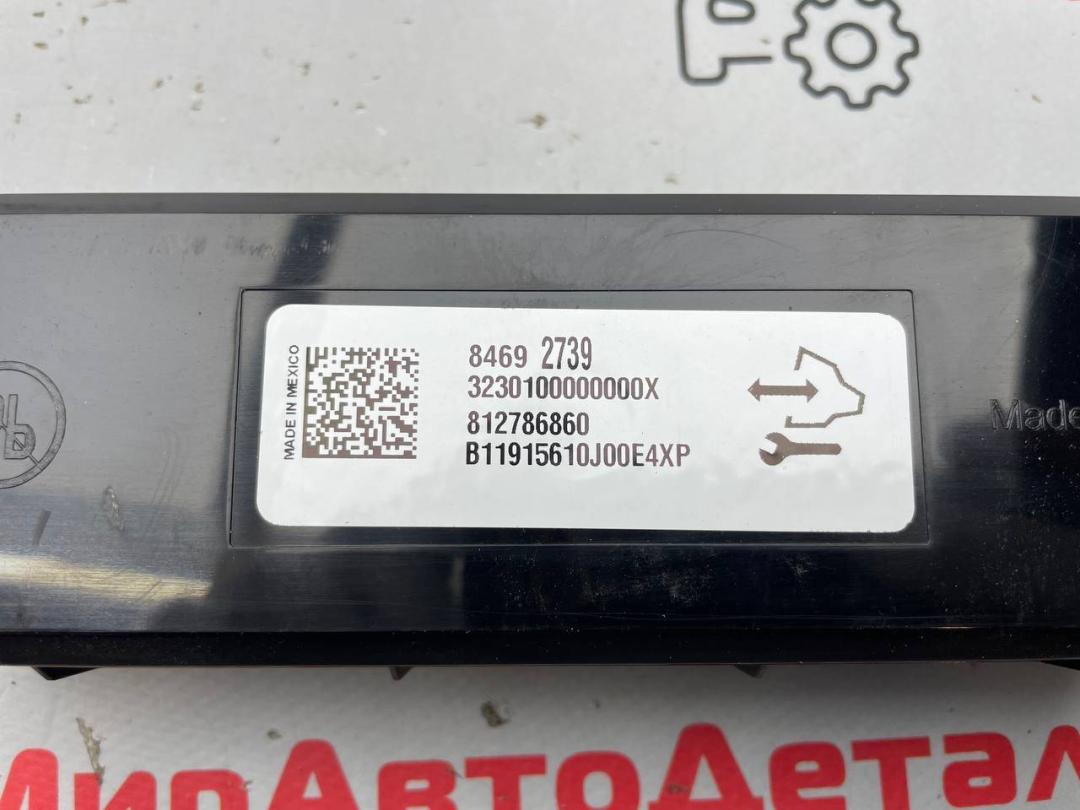 MADE IN MEXICO
8469 2739
3230100000000X
812786860
B11915610J00E4XP
Made
МирАвтоДетал